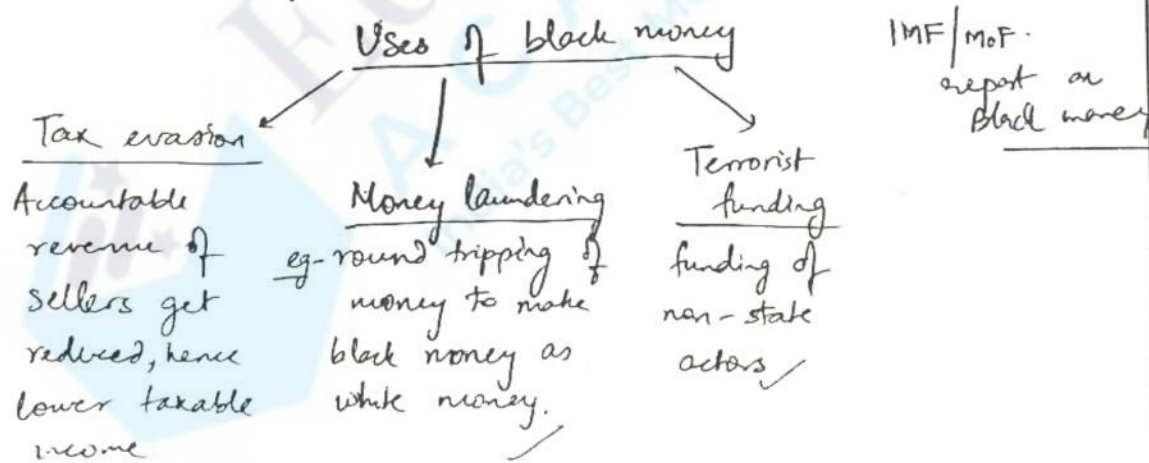 Uses of black money
IMF/MoF.
report on
Black money
Tax evasion
Accountable
revenue of
sellers get
reduced, hence
lower taxable
income
Money laundering
eg- round tripping of
money to make
black money as
white money.
Terrorist
funding
funding of
non-state
actors
India's Best